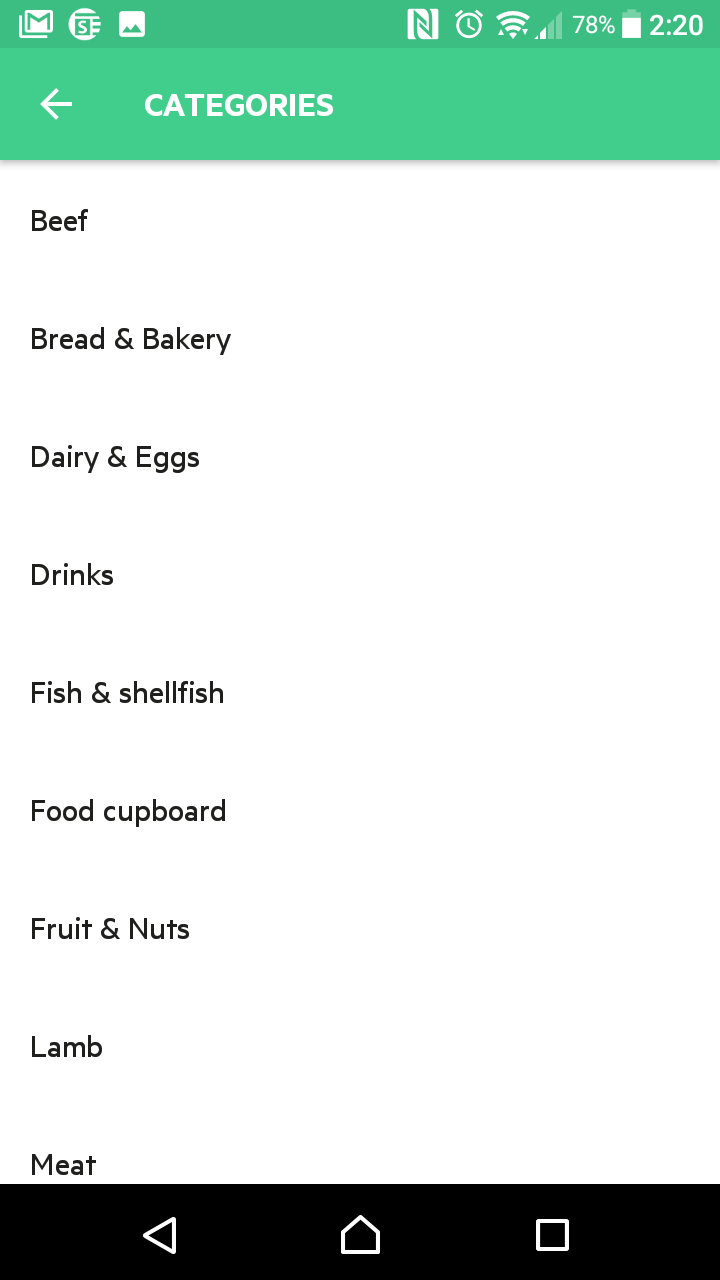 78% 2:20
CATEGORIES
Beef
Bread & Bakery
Dairy & Eggs
Drinks
Fish & shellfish
Food cupboard
Fruit & Nuts
Lamb
Meat